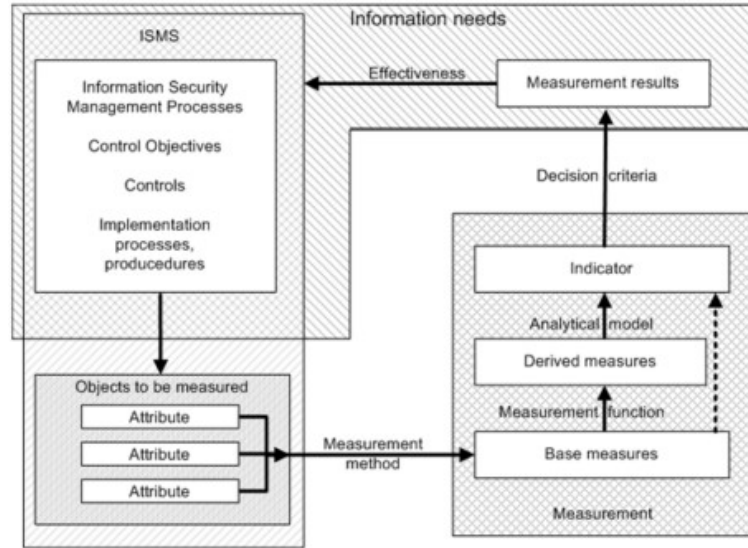 Information needs
ISMS
Information Security
Management Processes
Control Objectives
Controls
Implementation
processes,
producedures
Effectiveness
Measurement results
Decision criteria
Indicator
Analytical model
Derived measures
Measurement function
Base measures
Measurement
Objects to be measured
Attribute
Attribute
Attribute
Measurement
method